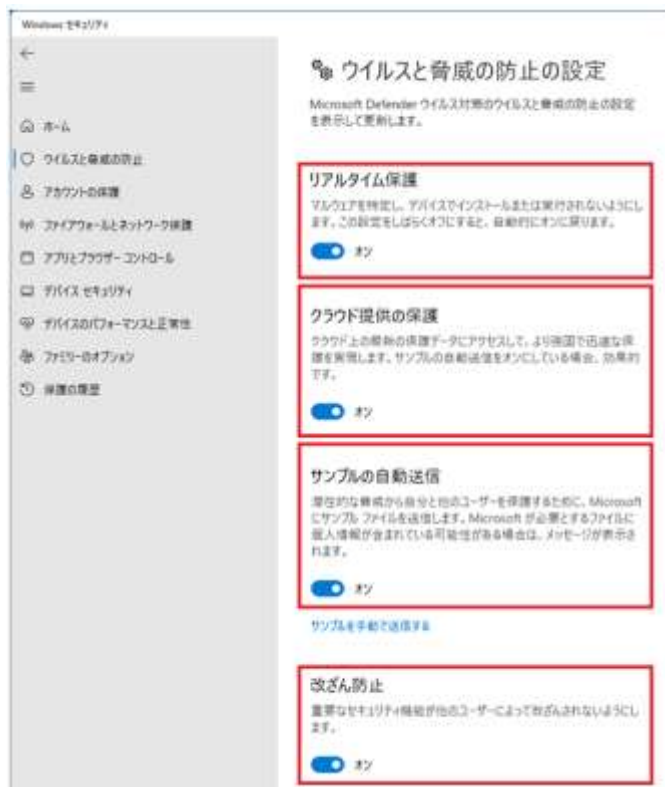 Windows セキュリティ
ホーム
ウイルスと脅威の防止
アカウントの保護
ファイアウォールとネットワーク保護
アプリとブラウザー コントロール
デバイス セキュリティ
デバイスのパフォーマンスと正常性
ファミリーのオプション
保護の履歴
ウイルスと脅威の防止の設定
Microsoft Defender ウイルス対策のウイルスと脅威の防止の設定
を表示して更新します。
リアルタイム保護
マルウェアを特定し、デバイスでインストールまたは実行されないようにし
ます。この設定をしばらくオフにすると、自動的にオンに戻ります。
オン
クラウド提供の保護
クラウド上の最新の保護データにアクセスして、より強固で迅速な保
護を実現します。サンプルの自動送信をオンにしている場合、効果的
です。
オン
サンプルの自動送信
潜在的な脅威から自分と他のユーザーを保護するために、Microsoft
にサンプル ファイルを送信します。Microsoft が必要とするファイルに
個人情報が含まれている可能性がある場合は、メッセージが表示さ
れます。
オン
サンプルを手動で送信する
改ざん防止
重要なセキュリティ機能が他のユーザーによって改ざんされないようにし
ます。
オン